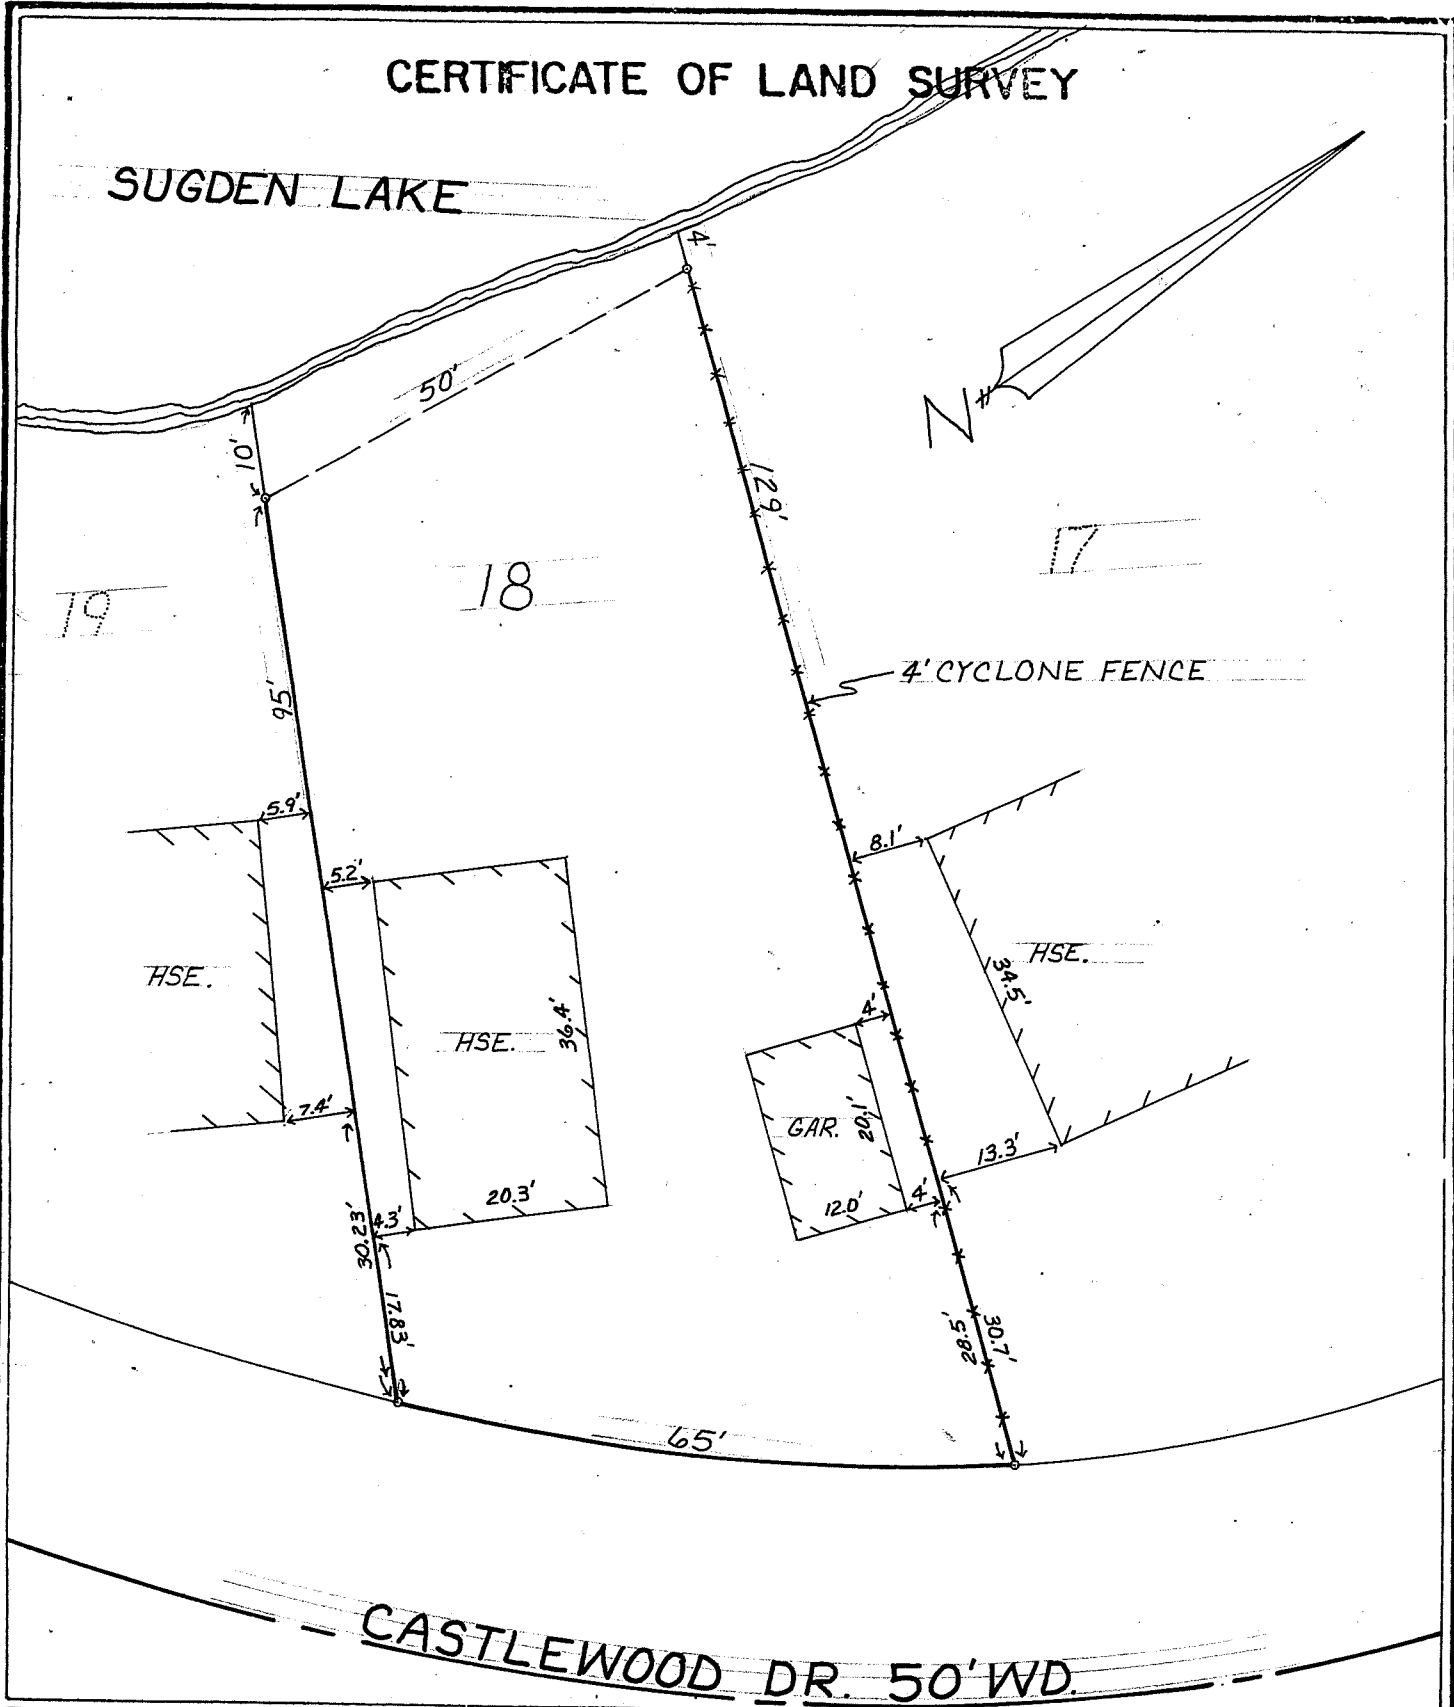 CERTIFICATE OF LAND SURVEY
SUGDEN LAKE
4'
50'
N
10'
129'
17
18
19
4' CYCLONE FENCE
95'
5.9'
8.1'
5.2'
HSE.
34.5'
HSE.
36.4'
HSE.
4'
7.4'
GAR.
20.1'
13.3'
20.3'
4'
12.0'
4.3'
30.23'
17.83'
28.5'
30.7'
65'
CASTLEWOOD DR. 50' WD.